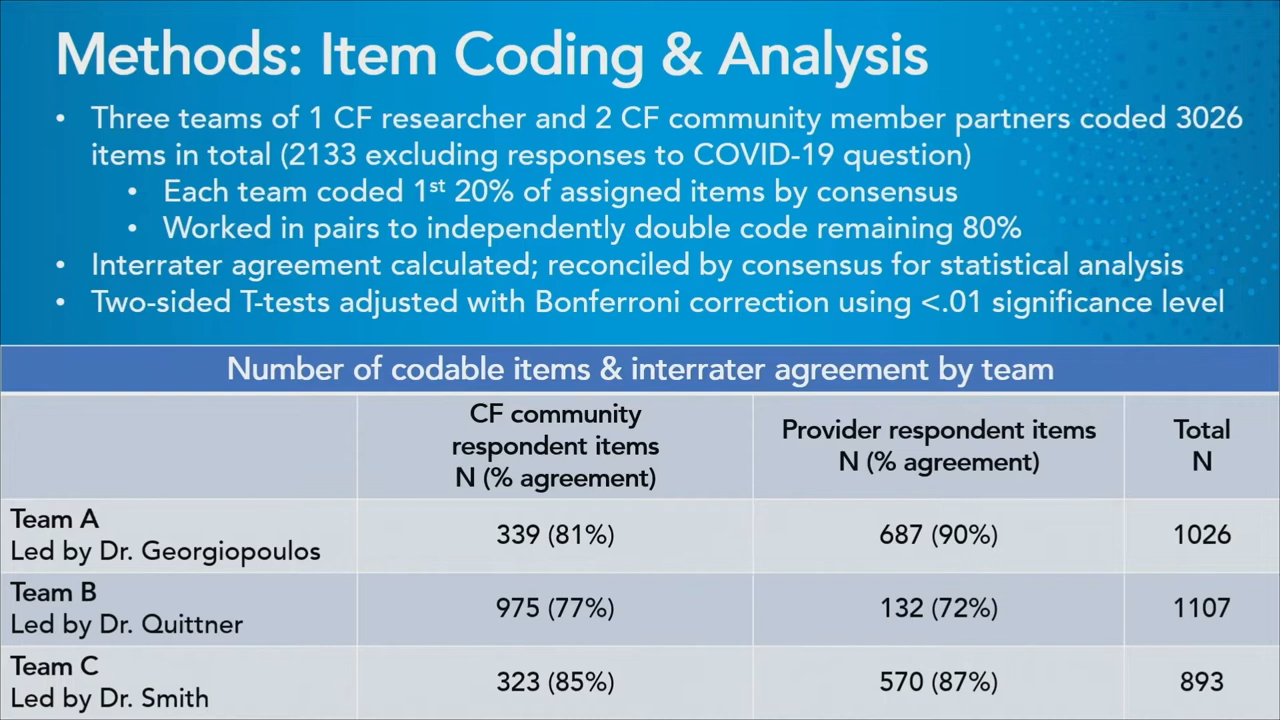 Methods: Item Coding & Analysis
• Three teams of 1 CF researcher and 2 CF community member partners coded 3026
items in total (2133 excluding responses to COVID-19 question)
• Each team coded 1st 20% of assigned items by consensus
• Worked in pairs to independently double code remaining 80%
• Interrater agreement calculated; reconciled by consensus for statistical analysis
• Two-sided T-tests adjusted with Bonferroni correction using <.01 significance level
Number of codable items & interrater agreement by team
CF community
respondent items
N (% agreement)
Provider respondent items
N (% agreement)
Total
N
Team A
Led by Dr. Georgiopoulos
339 (81%)
687 (90%)
1026
Team B
Led by Dr. Quittner
975 (77%)
132 (72%)
1107
Team C
Led by Dr. Smith
323 (85%)
570 (87%)
893